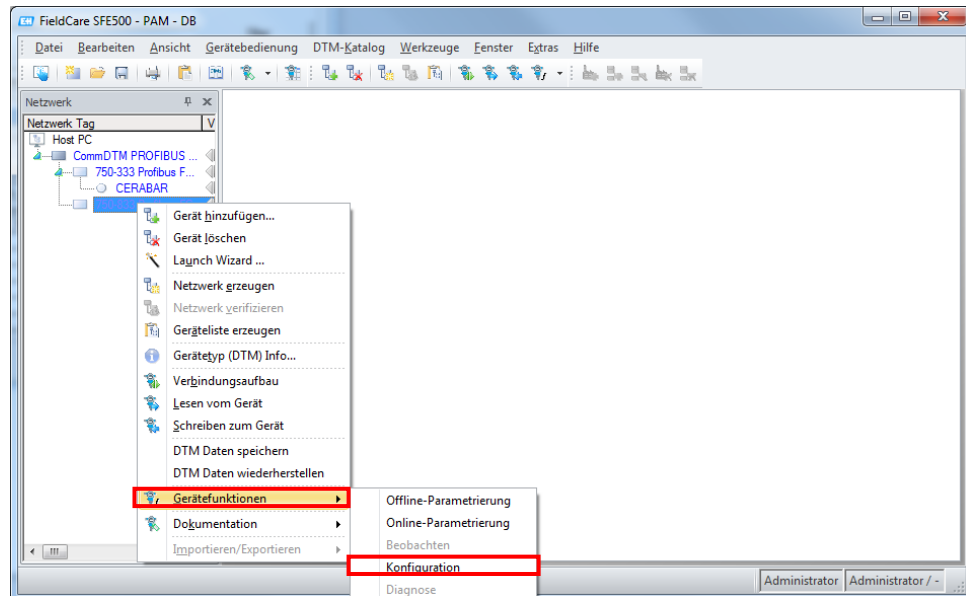 FieldCare SFE500 - PAM - DB
Datei Bearbeiten Ansicht Gerätebedienung DTM-Katalog Werkzeuge Fenster Extras Hilfe
Netzwerk
Netzwerk Tag V
Host PC
CommDTM PROFIBUS ...
750-333 Profibus F...
CERABAR
Gerät hinzufügen...
Gerät löschen
Launch Wizard ...
Netzwerk erzeugen
Netzwerk verifizieren
Geräteliste erzeugen
Gerätetyp (DTM) Info...
Verbindungsaufbau
Lesen vom Gerät
Schreiben zum Gerät
DTM Daten speichern
DTM Daten wiederherstellen
Gerätefunktionen
Dokumentation
Importieren/Exportieren
Offline-Parametrierung
Online-Parametrierung
Beobachten
Konfiguration
Diagnose
Administrator Administrator / -